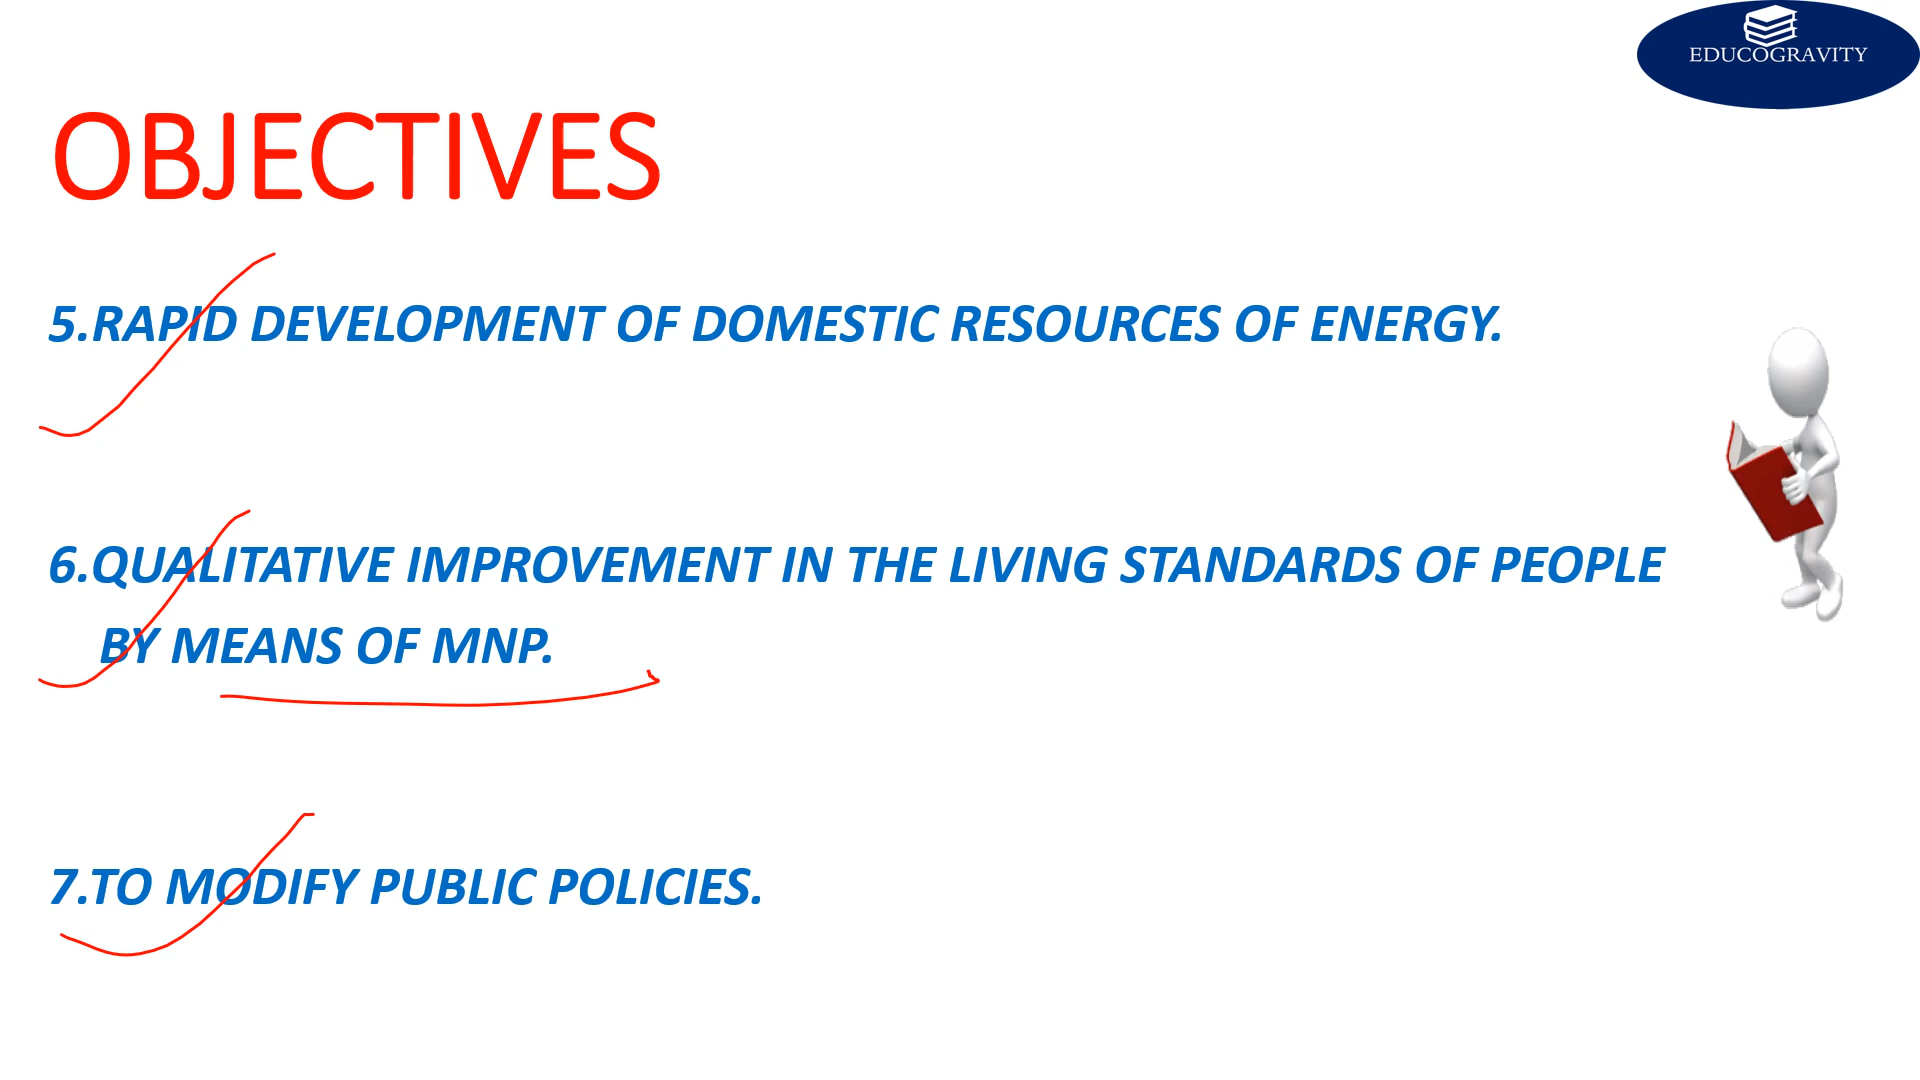 EDUCOGRAVITY
OBJECTIVES
5.RAPID DEVELOPMENT OF DOMESTIC RESOURCES OF ENERGY.
6.QUALITATIVE IMPROVEMENT IN THE LIVING STANDARDS OF PEOPLE
BY MEANS OF MNP.
7.TO MODIFY PUBLIC POLICIES.